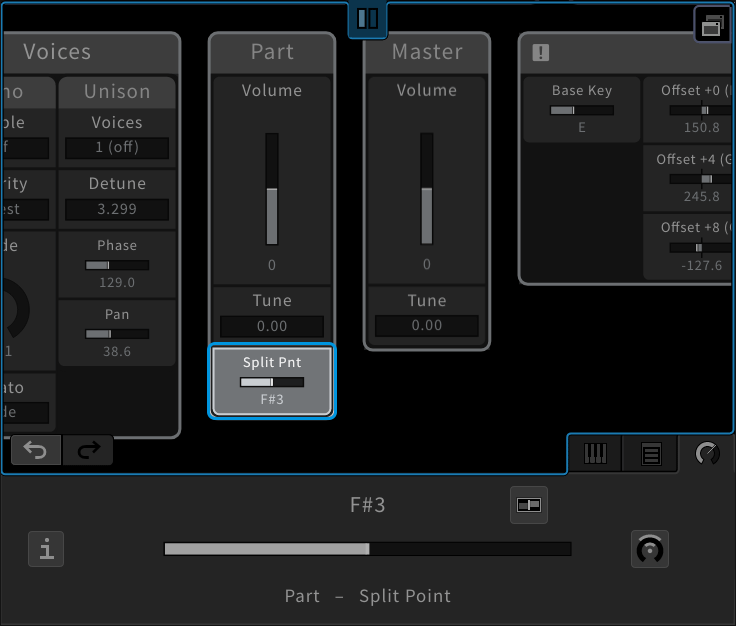 Voices
no
Unison
ble
f
Voices
1 (off)
rity
est
Detune
3.299
de
1
Phase
129.0
Pan
38.6
ato
de
Part
Volume
0
Tune
0.00
Split Pnt
F#3
Master
Volume
0
Tune
0.00
!
Base Key
E
Offset +0 (
150.8
Offset +4 (G
245.8
Offset +8 (
-127.6
F#3
i
Part – Split Point